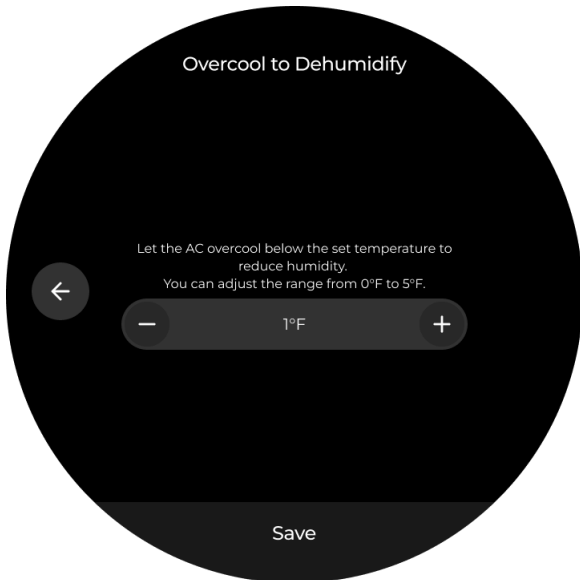 Overcool to Dehumidify
Let the AC overcool below the set temperature to
reduce humidity.
You can adjust the range from 0°F to 5°F.
1°F
Save